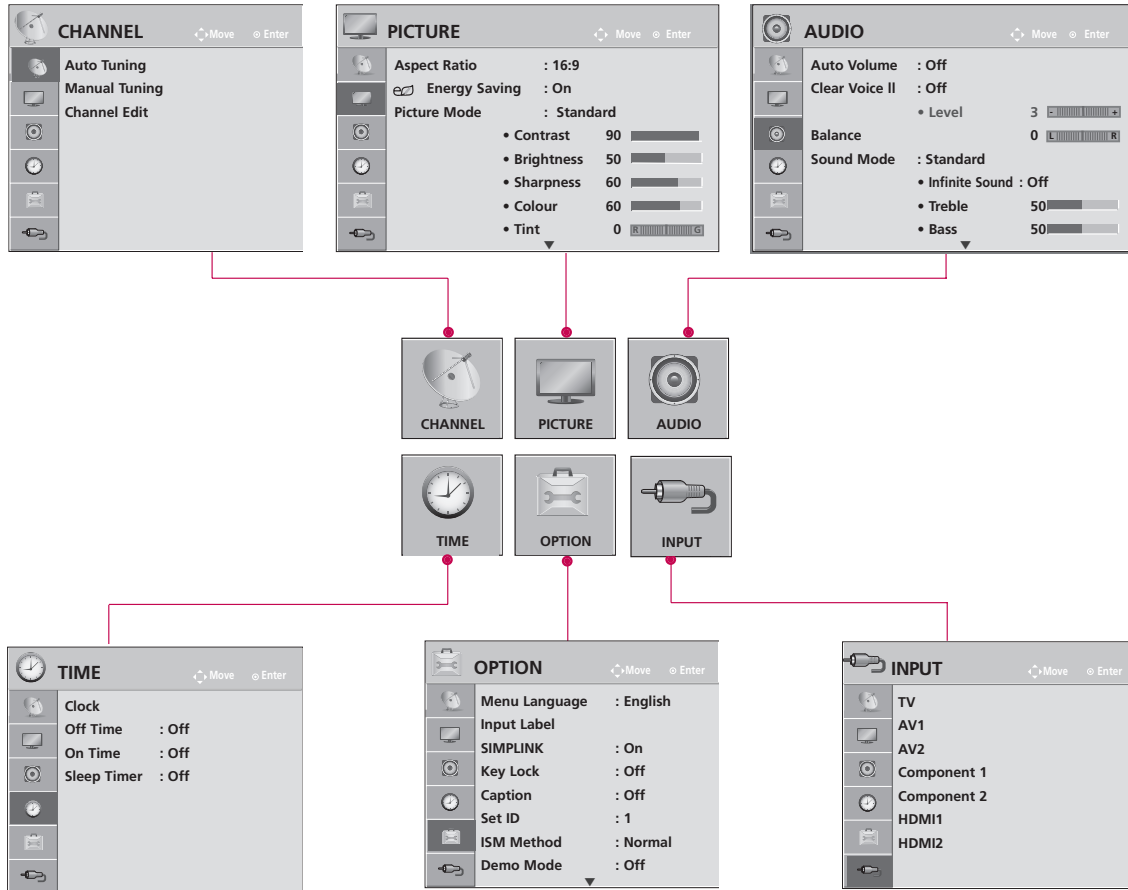 CHANNEL Move Enter
Auto Tuning
Manual Tuning
Channel Edit
PICTURE Move Enter
Aspect Ratio : 16:9
Energy Saving : On
Picture Mode : Standard
• Contrast 90
• Brightness 50
• Sharpness 60
• Colour 60
• Tint 0 R G
AUDIO Move Enter
Auto Volume : Off
Clear Voice ll : Off
• Level 3 - +
Balance 0 L R
Sound Mode : Standard
• Infinite Sound : Off
• Treble 50
• Bass 50
CHANNEL
PICTURE
AUDIO
TIME
OPTION
INPUT
TIME Move Enter
Clock
Off Time : Off
On Time : Off
Sleep Timer : Off
OPTION Move Enter
Menu Language : English
Input Label
SIMPLINK : On
Key Lock : Off
Caption : Off
Set ID : 1
ISM Method : Normal
Demo Mode : Off
INPUT Move Enter
TV
AV1
AV2
Component 1
Component 2
HDMI1
HDMI2